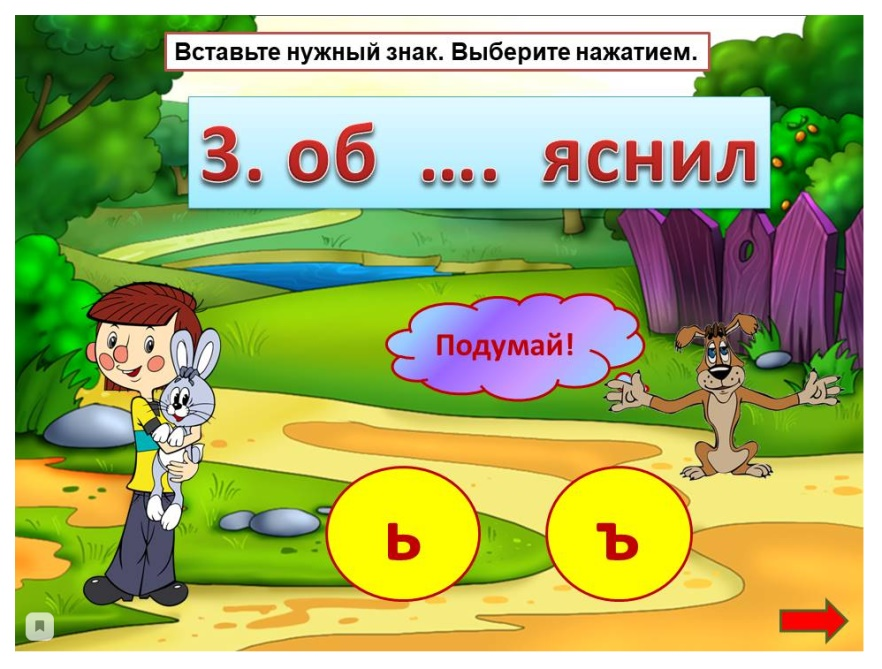 Вставьте нужный знак. Выберите нажатием.
3. об .... яснил
Подумай!
ь ъ